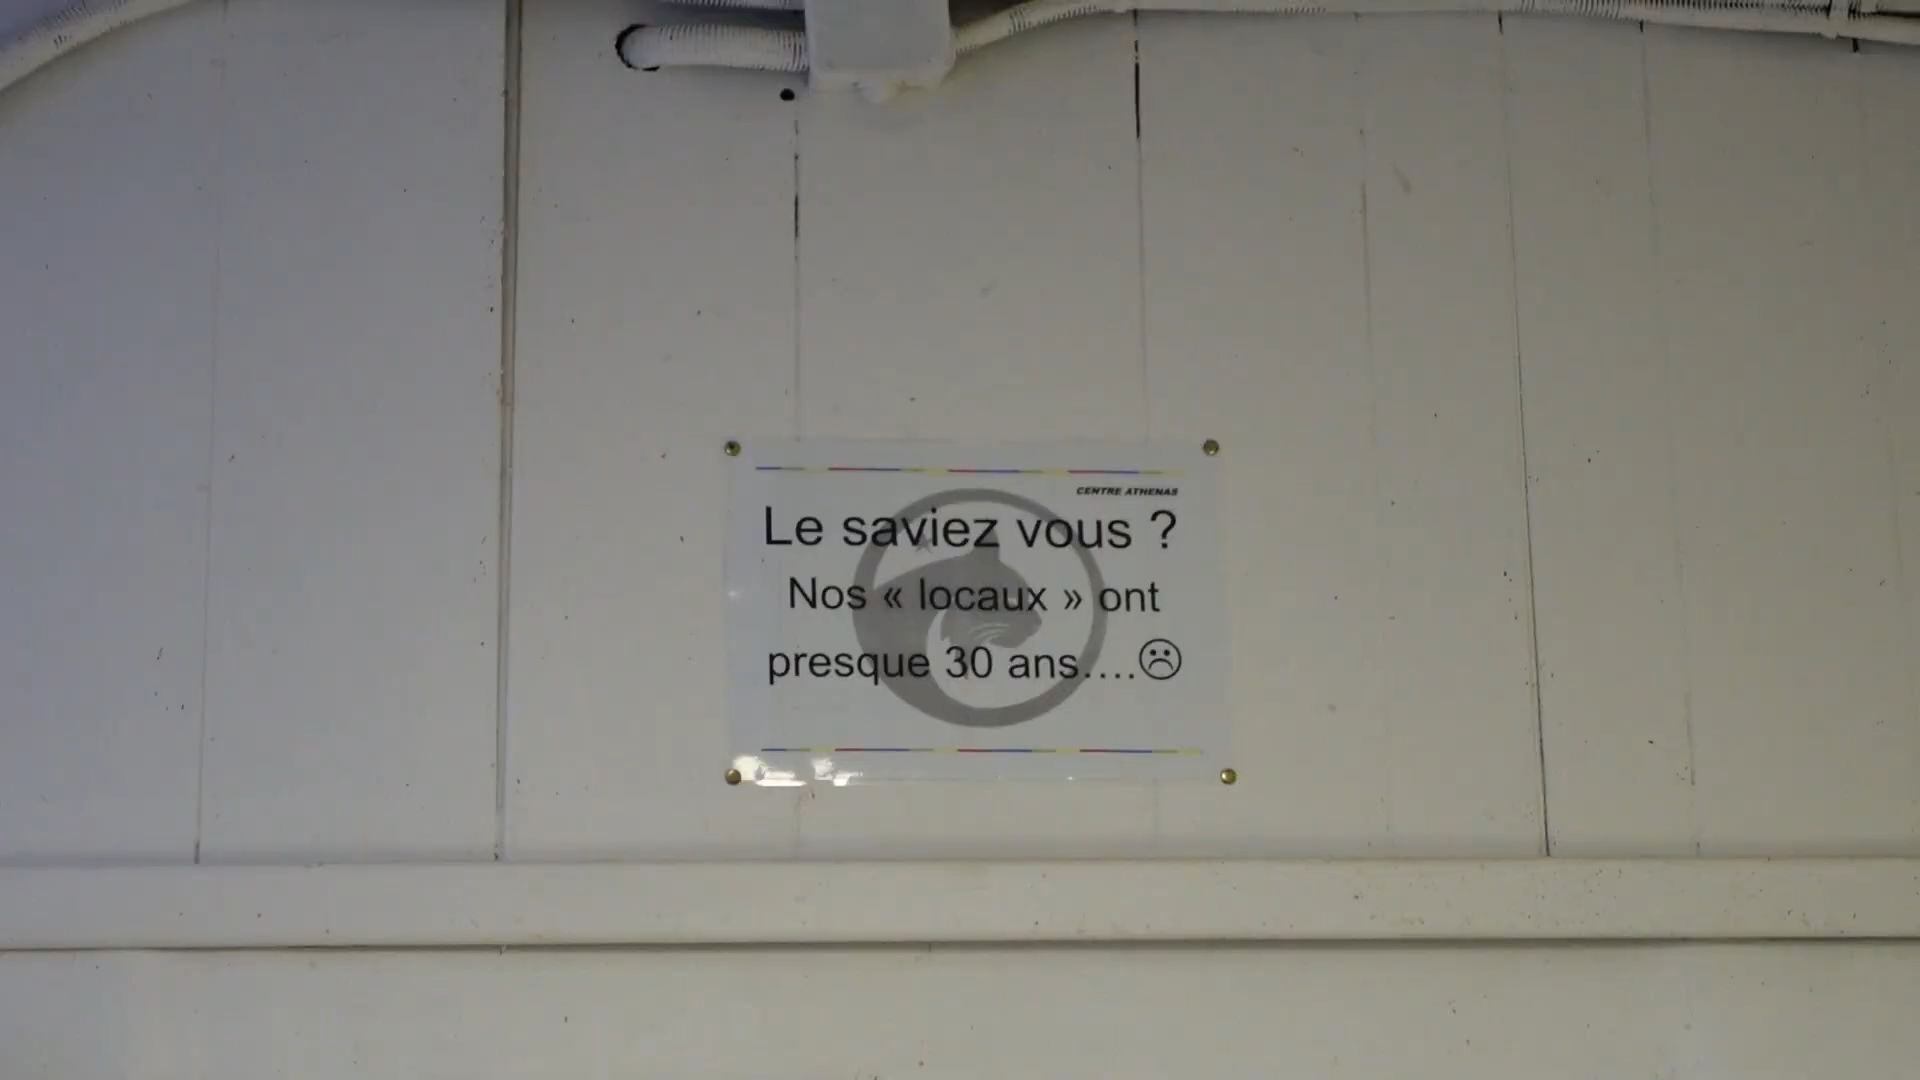 CENTRE ATHENAS
Le saviez vous ?
Nos « locaux » ont
presque 30 ans....☹